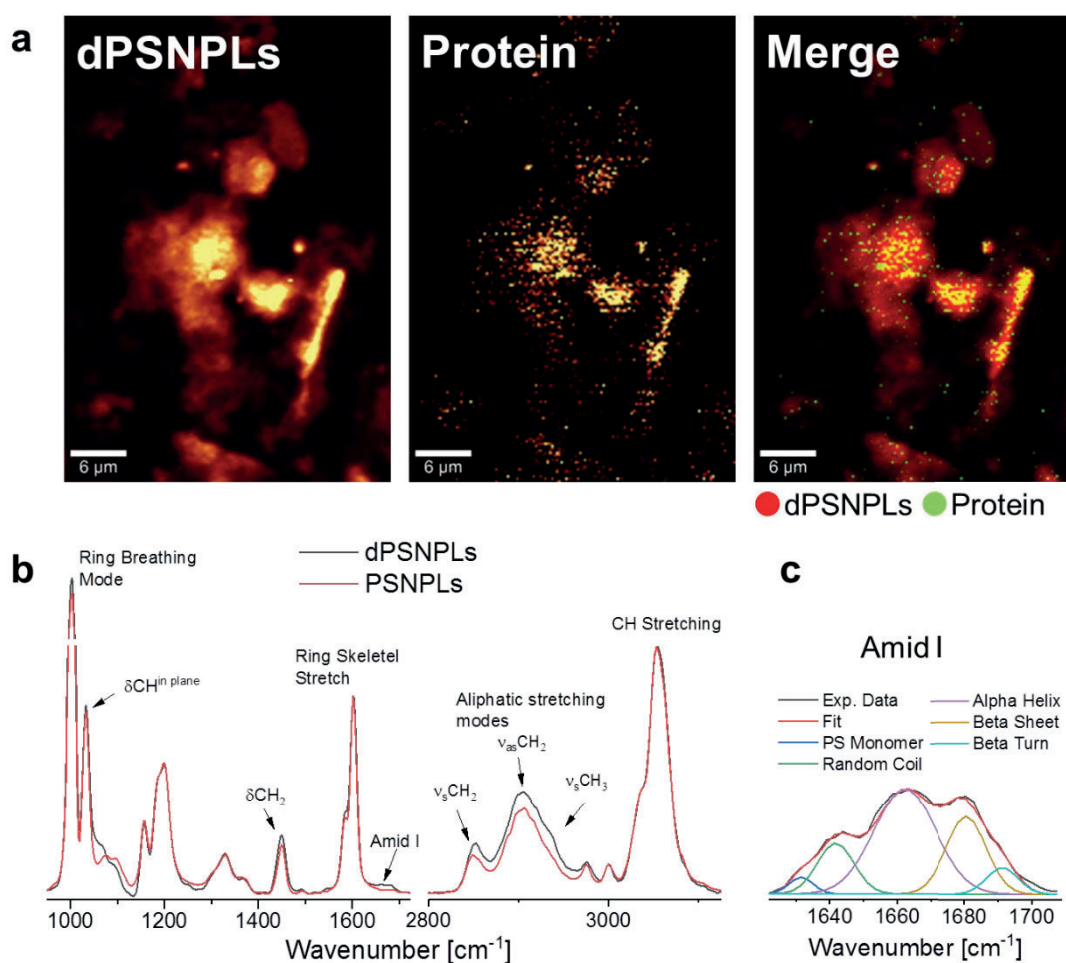 a
dPSNPLs
Protein
Merge
6 µm
6 µm
6 µm
dPSNPLs Protein
b
Ring Breathing
Mode
dPSNPLs
PSNPLs
δCH^in plane
Ring Skeletel
Stretch
δCH₂
Amid I
Aliphatic stretching
modes
νₐₛCH₂
νₛCH₂
νₛCH₃
CH Stretching
1000 1200 1400 1600 2800 3000
Wavenumber [cm⁻¹]
c
Amid I
Exp. Data
Fit
PS Monomer
Random Coil
Alpha Helix
Beta Sheet
Beta Turn
1640 1660 1680 1700
Wavenumber [cm⁻¹]